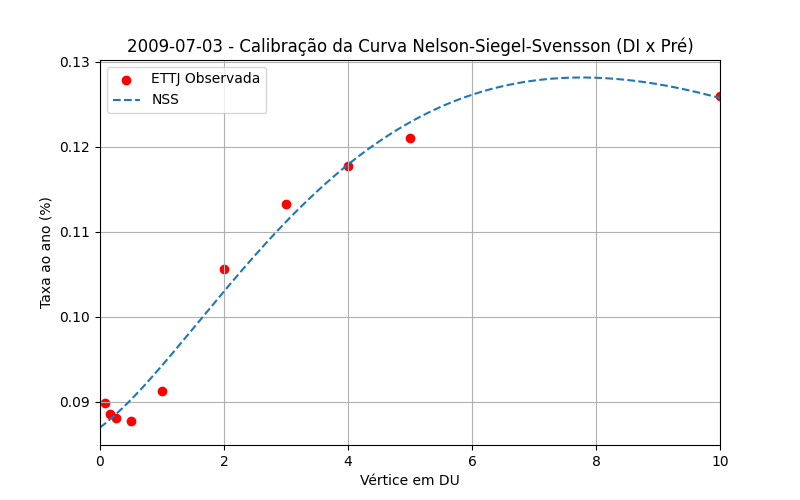 2009-07-03 - Calibração da Curva Nelson-Siegel-Svensson (DI x Pré)
ETTJ Observada
NSS
Taxa ao ano (%)
0.13
0.12
0.11
0.10
0.09
0 2 4 6 8 10
Vértice em DU